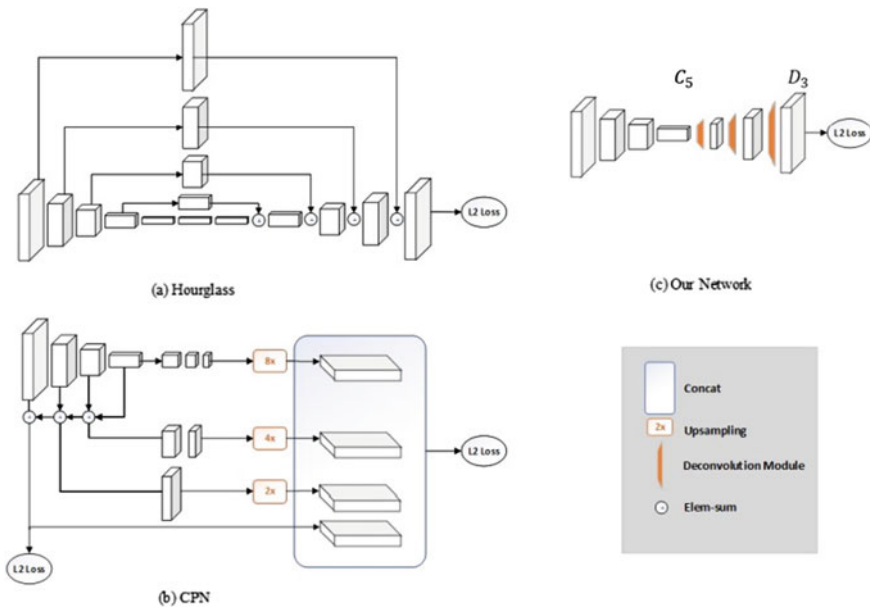 C₅
D₃
L2 Loss
L2 Loss
(a) Hourglass
(c) Our Network
8x
4x
2x
L2 Loss
L2 Loss
(b) CPN
Concat
2x
Upsampling
Deconvolution Module
Elem-sum